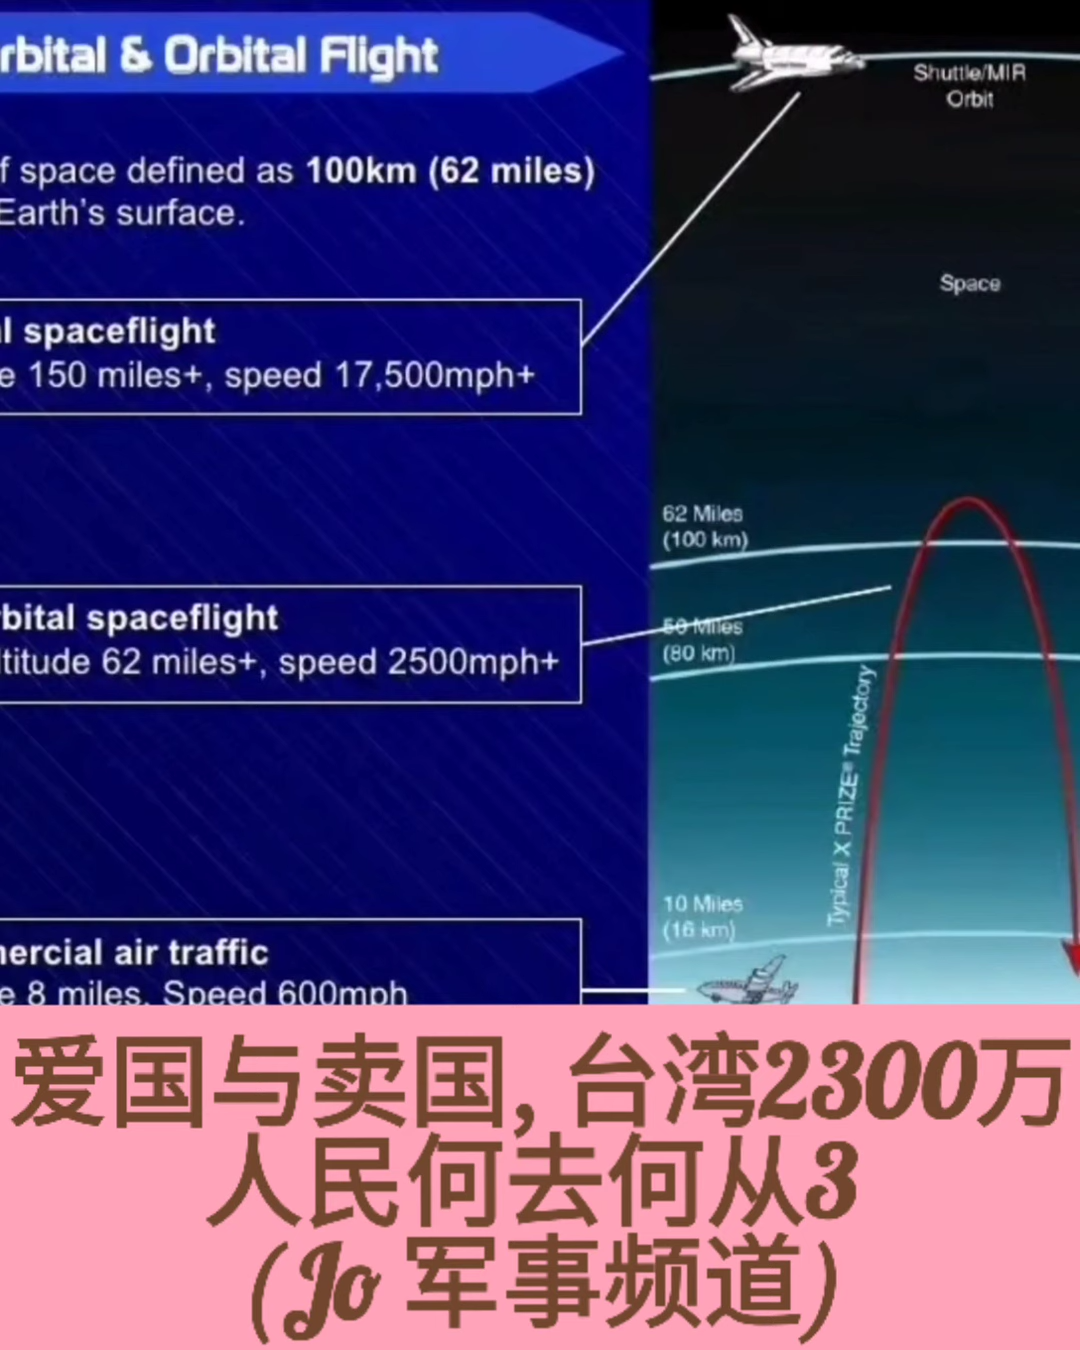 rbital & Orbital Flight
f space defined as 100km (62 miles)
Earth's surface.
l spaceflight
e 150 miles+, speed 17,500mph+
bital spaceflight
ltitude 62 miles+, speed 2500mph+
ercial air traffic
e 8 miles, Speed 600mph
Shuttle/MIR
Orbit
Space
62 Miles
(100 km)
50 Miles
(80 km)
Typical X PRIZE® Trajectory
10 Miles
(16 km)
爱国与卖国,台湾2300万
人民何去何从3
(Jo 军事频道)